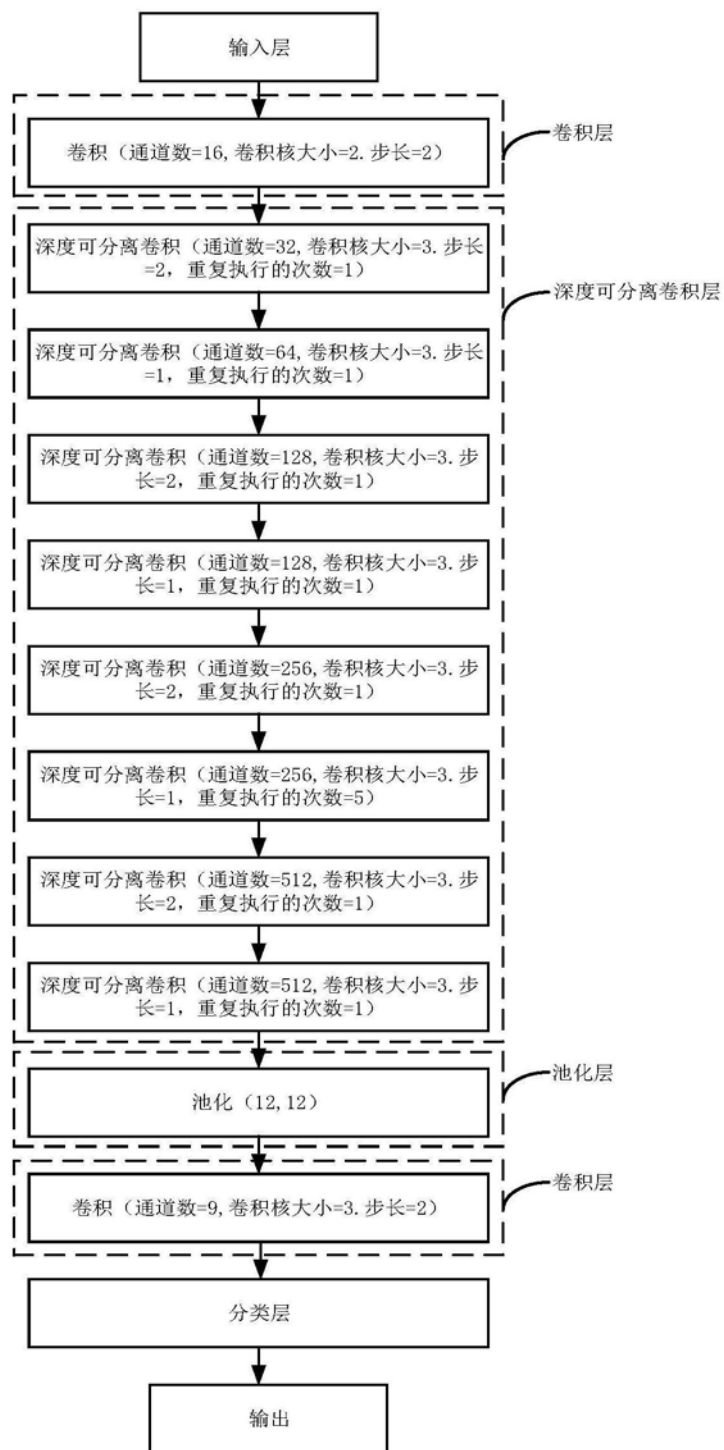 输入层
卷积（通道数=16,卷积核大小=2.步长=2）
卷积层
深度可分离卷积（通道数=32,卷积核大小=3.步长
=2，重复执行的次数=1）
深度可分离卷积层
深度可分离卷积（通道数=64,卷积核大小=3.步长
=1，重复执行的次数=1）
深度可分离卷积（通道数=128,卷积核大小=3.步
长=2，重复执行的次数=1）
深度可分离卷积（通道数=128,卷积核大小=3.步
长=1，重复执行的次数=1）
深度可分离卷积（通道数=256,卷积核大小=3.步
长=2，重复执行的次数=1）
深度可分离卷积（通道数=256,卷积核大小=3.步
长=1，重复执行的次数=5）
深度可分离卷积（通道数=512,卷积核大小=3.步
长=2，重复执行的次数=1）
深度可分离卷积（通道数=512,卷积核大小=3.步
长=1，重复执行的次数=1）
池化（12,12）
池化层
卷积（通道数=9,卷积核大小=3.步长=2）
卷积层
分类层
输出